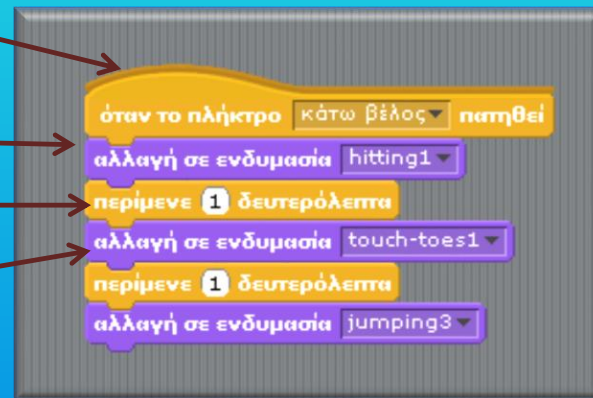 όταν το πλήκτρο κάτω βέλος πατηθεί
αλλαγή σε ενδυμασία hitting1
περίμενε 1 δευτερόλεπτα
αλλαγή σε ενδυμασία touch-toes1
περίμενε 1 δευτερόλεπτα
αλλαγή σε ενδυμασία jumping3